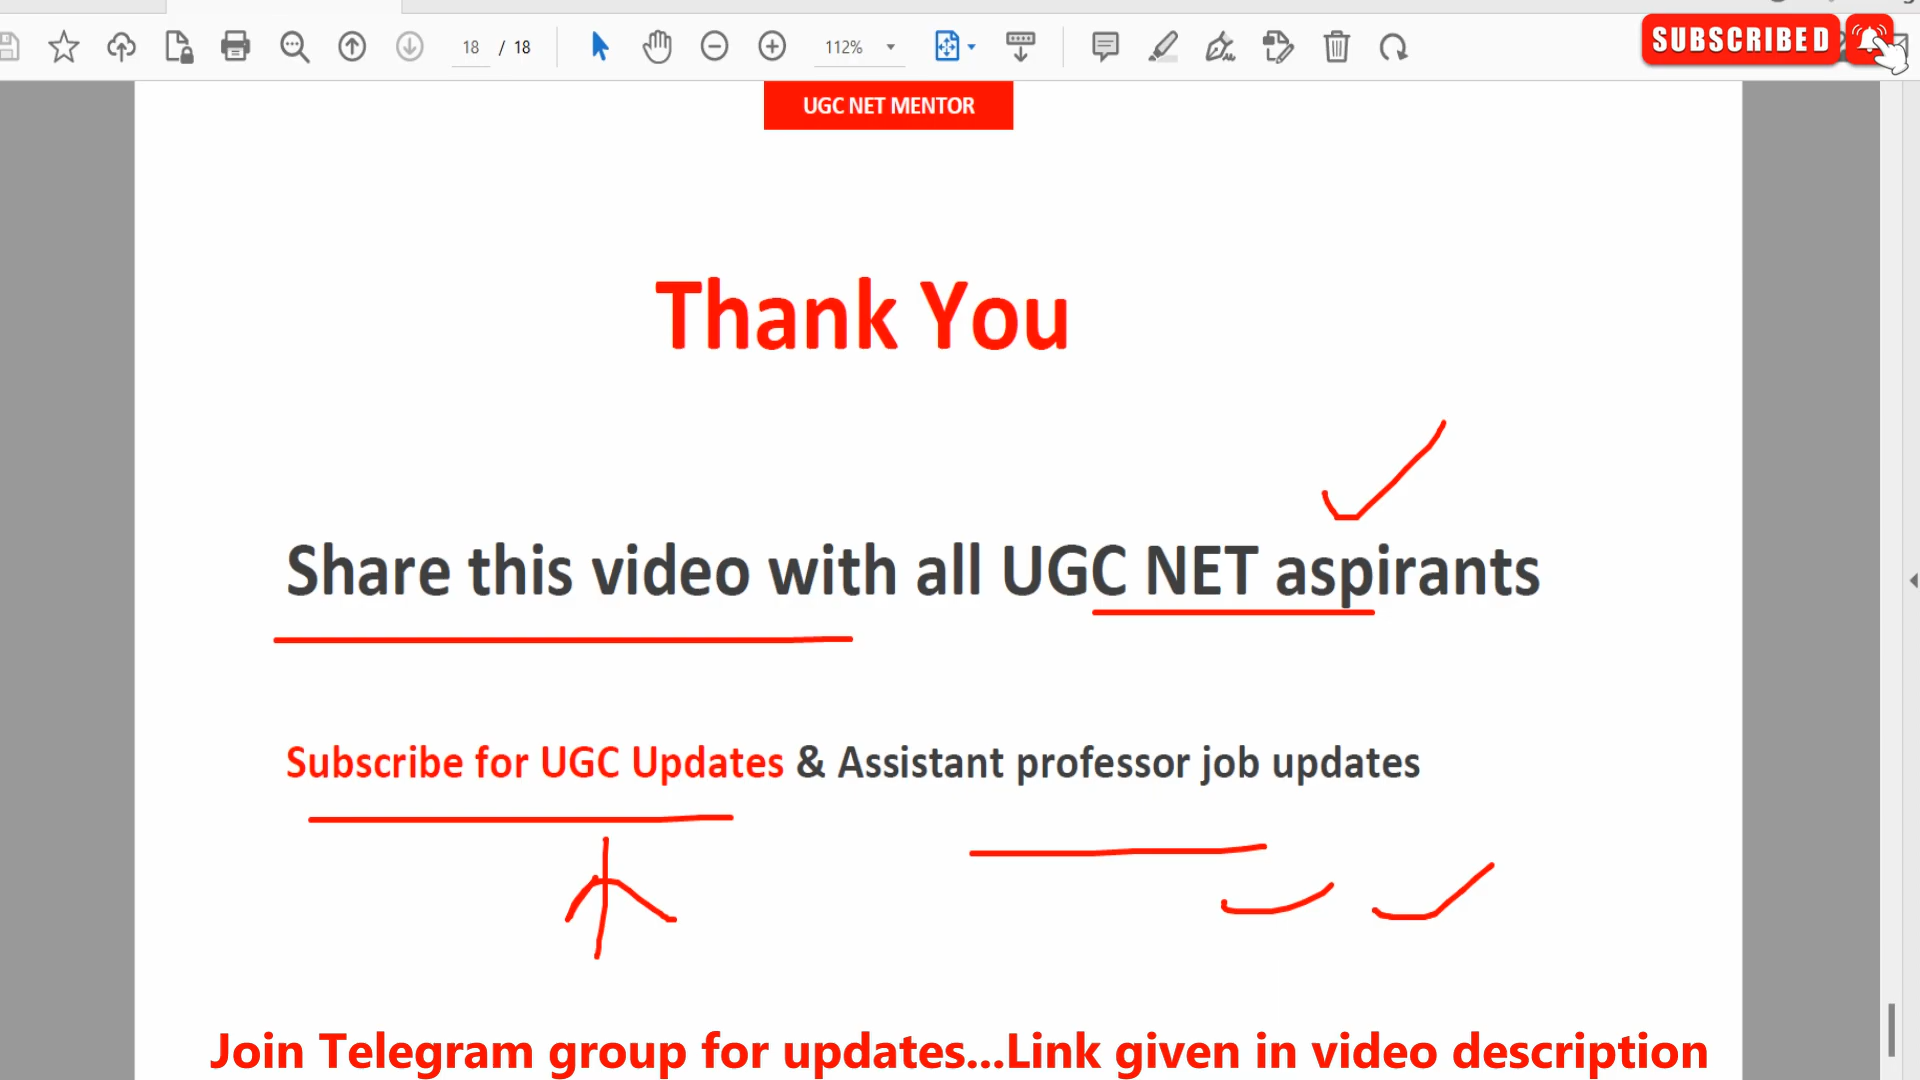 18 / 18
112%
SUBSCRIBED
UGC NET MENTOR
Thank You
Share this video with all UGC NET aspirants
Subscribe for UGC Updates & Assistant professor job updates
Join Telegram group for updates...Link given in video description